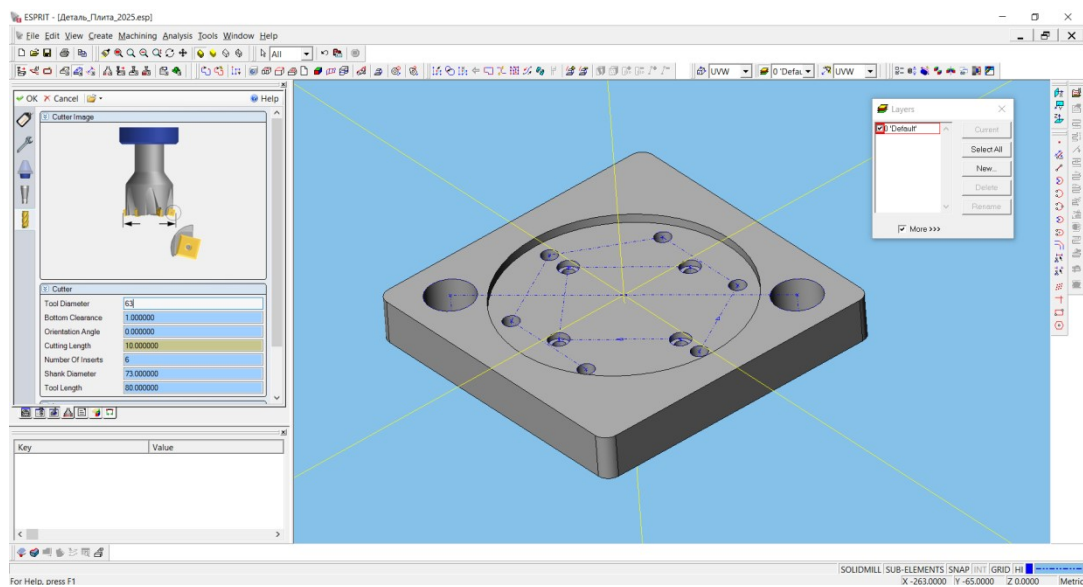 ESPRIT - [Деталь_Плита_2025.esp]
File Edit View Create Machining Analysis Tools Window Help
All
UVW 0 'Defau UVW
OK Cancel Help
Cutter Image
Cutter
Tool Diameter 63
Bottom Clearance 1.000000
Orientation Angle 0.000000
Cutting Length 10.000000
Number Of Inserts 6
Shank Diameter 73.000000
Tool Length 80.000000
Key Value
Layers
0 'Default'
Current
Select All
New...
Delete
Rename
More >>>
SOLIDMILL SUB-ELEMENTS SNAP INT GRID HI
For Help, press F1 X -263.0000 Y -65.0000 Z 0.0000 Metric